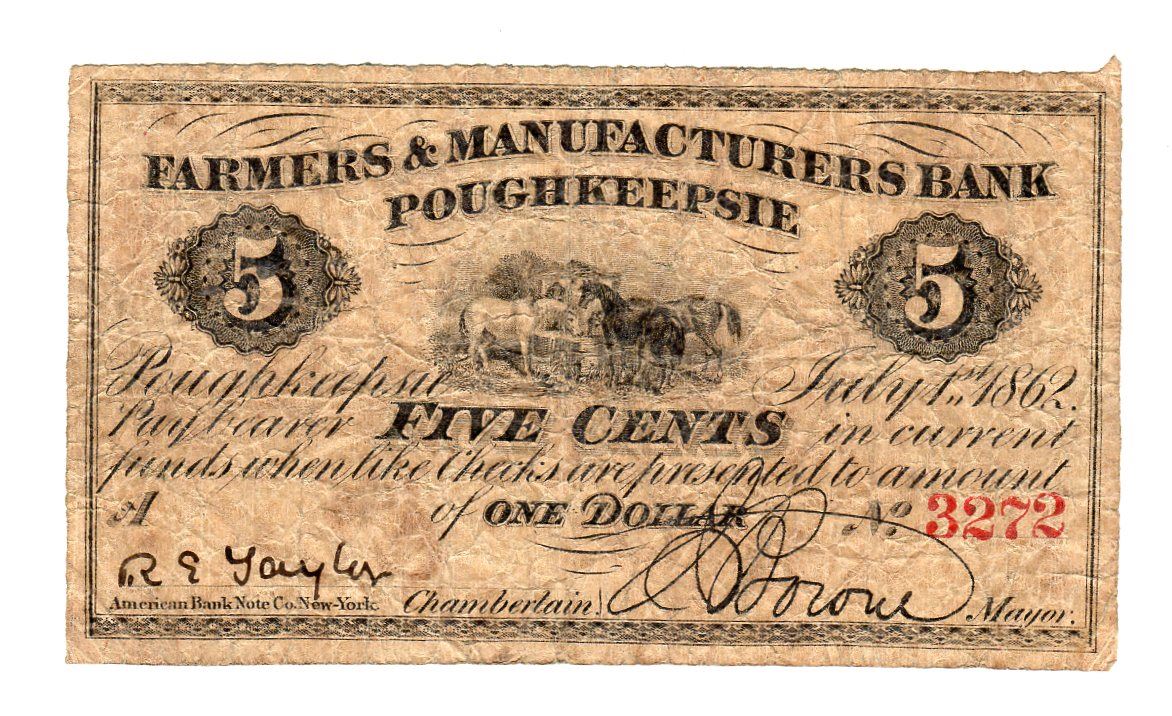 FARMERS & MANUFACTURERS BANK
POUGHKEEPSIE
5 5
Poughkeepsie July 1st. 1862.
Pay bearer FIVE CENTS in current
funds, when like Checks are presented to amount
A of ONE DOLLAR No. 3272
R E Taylor
American Bank Note Co. New-York. Chamberlain. Mayor.